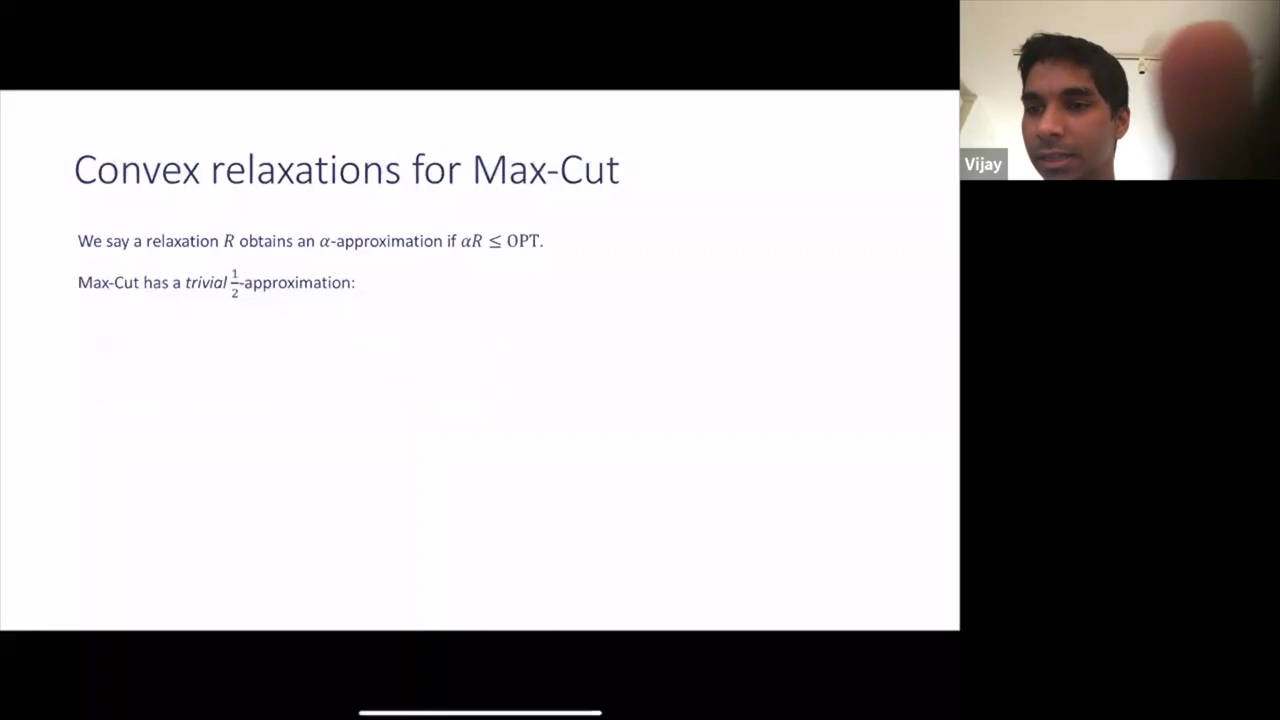 Convex relaxations for Max-Cut
We say a relaxation 𝑅 obtains an 𝛼-approximation if 𝛼𝑅 ≤ OPT.
Max-Cut has a trivial 1/2-approximation:
Vijay